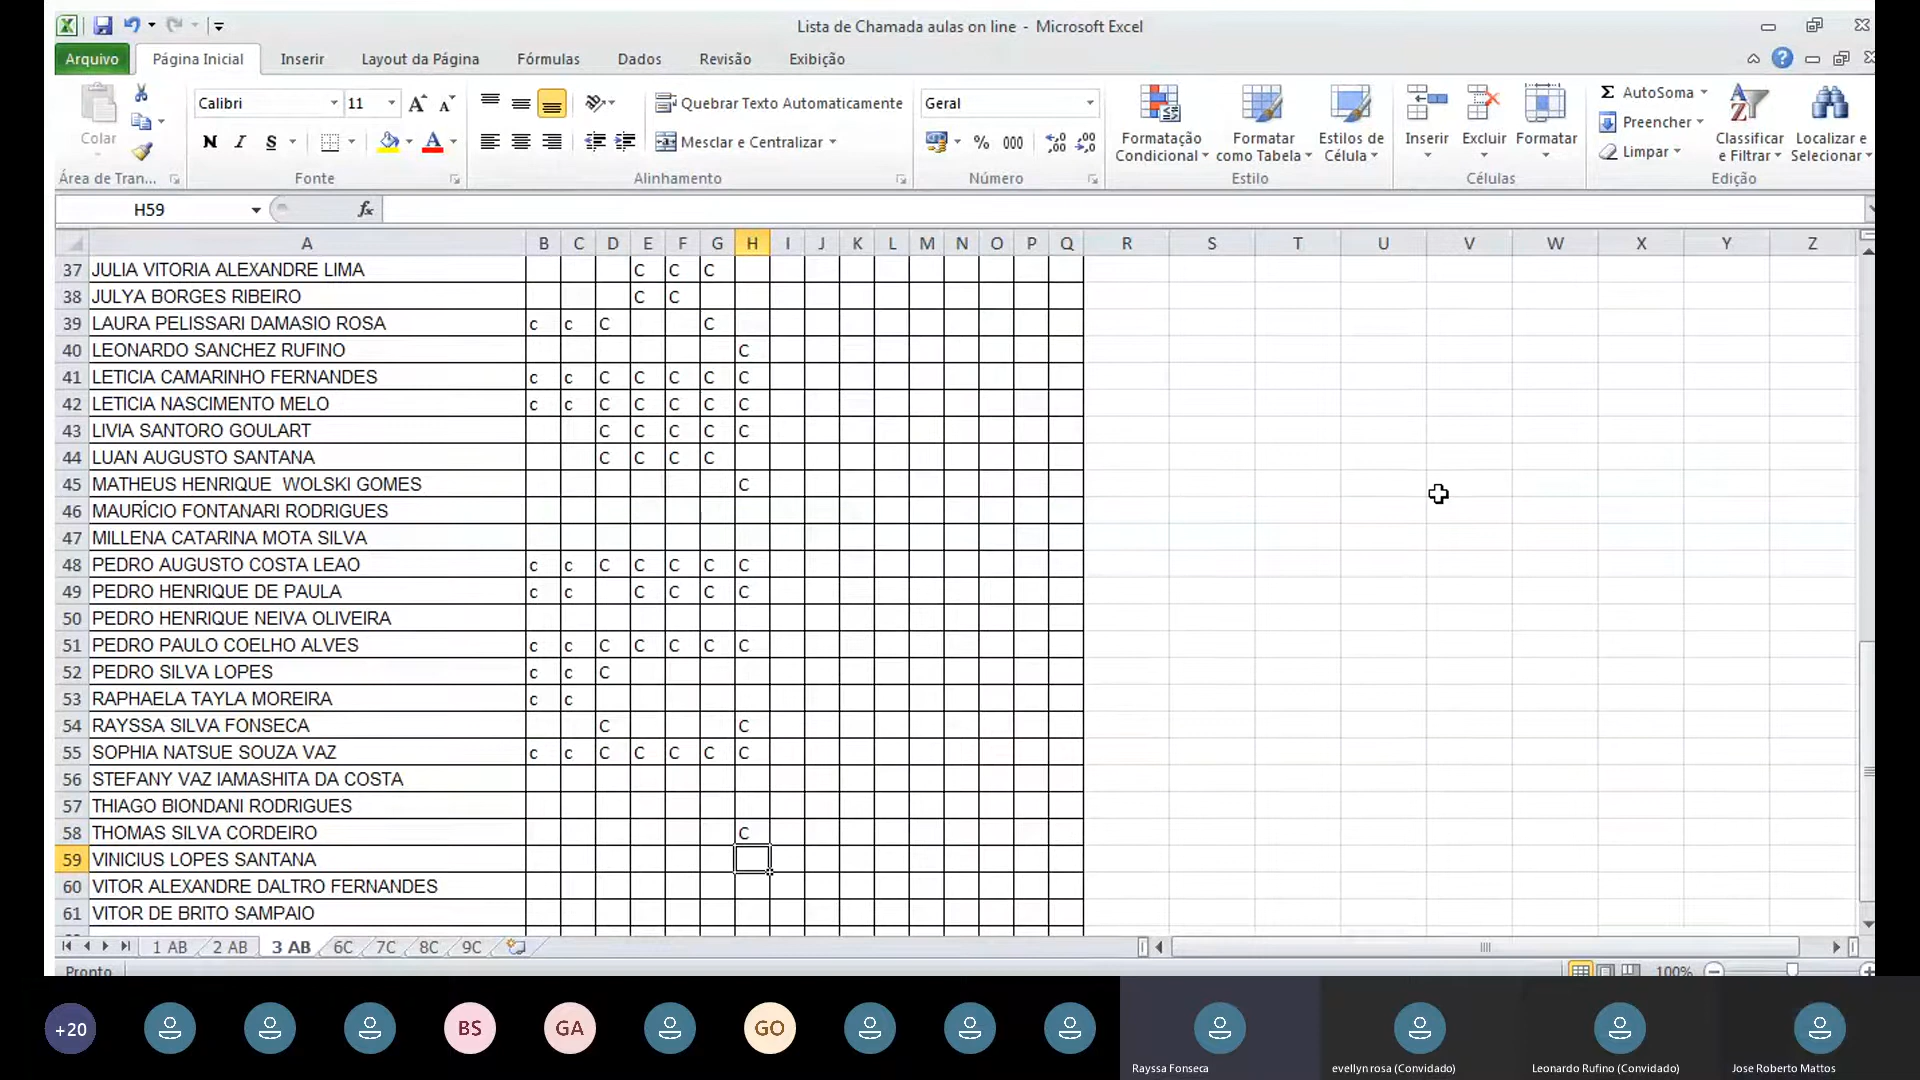 Lista de Chamada aulas on line - Microsoft Excel
Arquivo Página Inicial Inserir Layout da Página Fórmulas Dados Revisão Exibição
Calibri 11 A A Quebrar Texto Automaticamente Geral Σ AutoSoma
Colar N I S A Mesclar e Centralizar % 000 ,00 ,00 Formatação Condicional Formatar como Tabela Estilos de Célula Inserir Excluir Formatar Preencher Limpar Classificar e Filtrar Localizar e Selecionar
Área de Tran... Fonte Alinhamento Número Estilo Células Edição
H59 fx
A B C D E F G H I J K L M N O P Q R S T U V W X Y Z
37 JULIA VITORIA ALEXANDRE LIMA C C C
38 JULYA BORGES RIBEIRO C C
39 LAURA PELISSARI DAMASIO ROSA c c C C
40 LEONARDO SANCHEZ RUFINO C
41 LETICIA CAMARINHO FERNANDES c c C C C C C
42 LETICIA NASCIMENTO MELO c c C C C C C
43 LIVIA SANTORO GOULART C C C C C
44 LUAN AUGUSTO SANTANA C C C C
45 MATHEUS HENRIQUE WOLSKI GOMES C
46 MAURÍCIO FONTANARI RODRIGUES
47 MILLENA CATARINA MOTA SILVA
48 PEDRO AUGUSTO COSTA LEAO c c C C C C C
49 PEDRO HENRIQUE DE PAULA c c C C C C
50 PEDRO HENRIQUE NEIVA OLIVEIRA
51 PEDRO PAULO COELHO ALVES c c C C C C C
52 PEDRO SILVA LOPES c c C
53 RAPHAELA TAYLA MOREIRA c c
54 RAYSSA SILVA FONSECA C C
55 SOPHIA NATSUE SOUZA VAZ c c C C C C C
56 STEFANY VAZ IAMASHITA DA COSTA
57 THIAGO BIONDANI RODRIGUES
58 THOMAS SILVA CORDEIRO C
59 VINICIUS LOPES SANTANA
60 VITOR ALEXANDRE DALTRO FERNANDES
61 VITOR DE BRITO SAMPAIO
1 AB 2 AB 3 AB 6C 7C 8C 9C
Pronto 100%
+20 BS GA GO
Rayssa Fonseca evellyn rosa (Convidado) Leonardo Rufino (Convidado) Jose Roberto Mattos